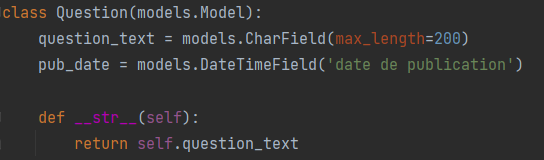 class Question(models.Model):
    question_text = models.CharField(max_length=200)
    pub_date = models.DateTimeField('date de publication')
    def __str__(self):
        return self.question_text